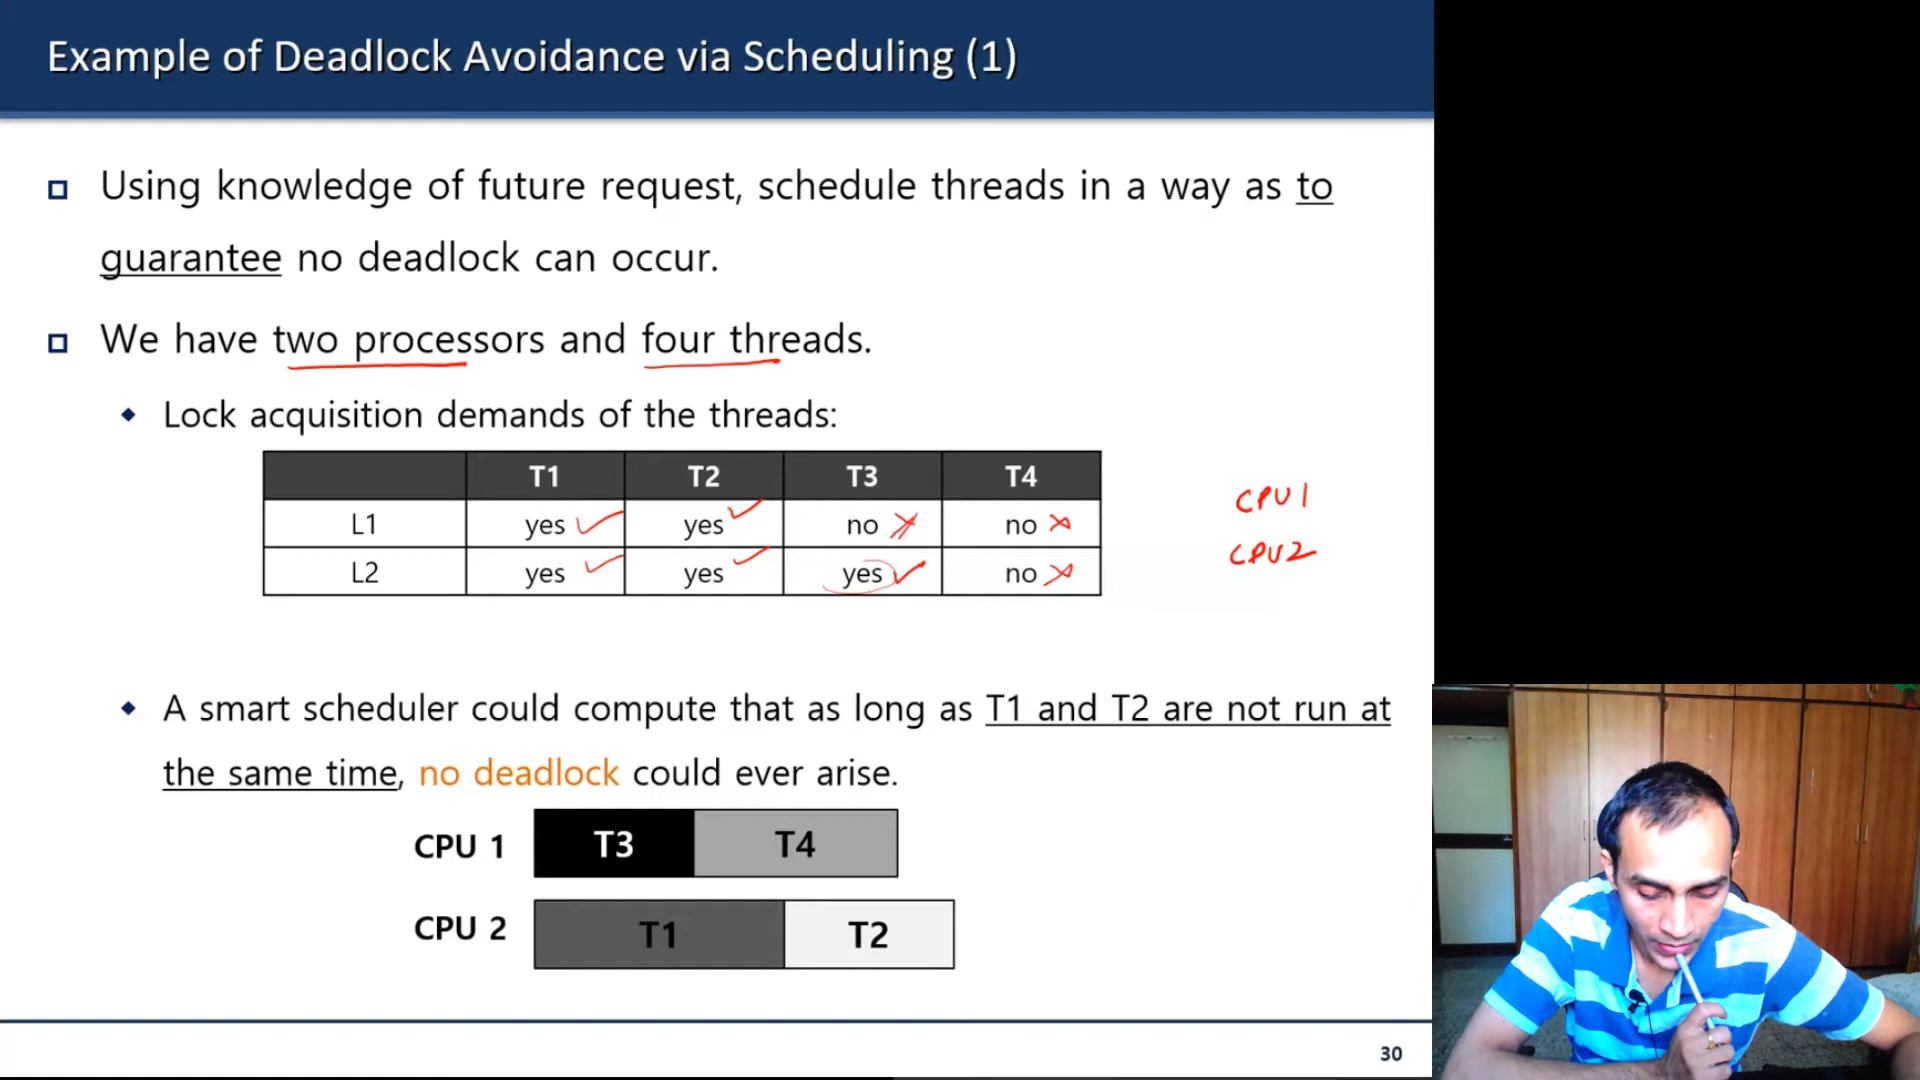 Example of Deadlock Avoidance via Scheduling (1)
Using knowledge of future request, schedule threads in a way as to
guarantee no deadlock can occur.
We have two processors and four threads.
Lock acquisition demands of the threads:
T1 T2 T3 T4
L1 yes yes no no
L2 yes yes yes no
CPU1
CPU2
A smart scheduler could compute that as long as T1 and T2 are not run at
the same time, no deadlock could ever arise.
CPU 1 T3 T4
CPU 2 T1 T2
30